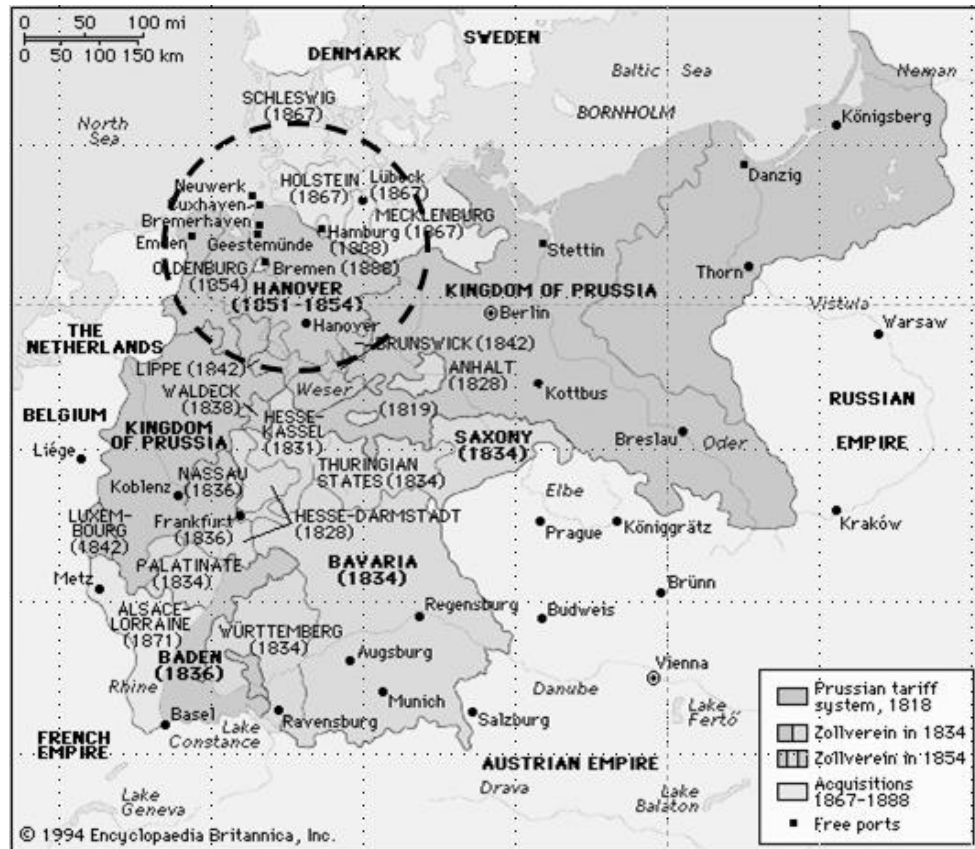 0 50 100 mi
0 50 100 150 km
SWEDEN
DENMARK
Baltic Sea
Neman
SCHLESWIG
(1867)
BORNHOLM
North
Sea
Königsberg
Danzig
HOLSTEIN
(1867)
Lübeck
(1867)
Neuwerk
Cuxhaven
Bremerhaven
Emden
Geestemünde
MECKLENBURG
(1867)
Hamburg
(1888)
Stettin
Thorn
OLDENBURG
(1854)
Bremen (1888)
HANOVER
(1851-1854)
Hanover
KINGDOM OF PRUSSIA
Berlin
Vistula
Warsaw
THE
NETHERLANDS
BRUNSWICK (1842)
LIPPE (1842)
Weser
ANHALT
(1828)
WALDECK
(1838)
Kottbus
(1819)
RUSSIAN
EMPIRE
BELGIUM
KINGDOM
OF PRUSSIA
HESSE-
KASSEL
(1831)
SAXONY
(1834)
Breslau
Oder
Liége
NASSAU
(1836)
Koblenz
THURINGIAN
STATES (1834)
Elbe
Frankfurt
(1836)
HESSE-DARMSTADT
(1828)
Prague
Königgrätz
Kraków
LUXEM-
BOURG
(1842)
PALATINATE
(1834)
BAVARIA
(1834)
Metz
Brünn
ALSACE-
LORRAINE
(1871)
Regensburg
Budweis
WÜRTTEMBERG
(1834)
BADEN
(1836)
Augsburg
Vienna
Rhine
Munich
Danube
Basel
Lake
Constance
Ravensburg
Salzburg
Lake
Fertő
FRENCH
EMPIRE
AUSTRIAN EMPIRE
Drava
Lake
Balaton
Lake
Geneva
Prussian tariff
system, 1818
Zollverein in 1834
Zollverein in 1854
Acquisitions
1867-1888
Free ports
© 1994 Encyclopaedia Britannica, Inc.